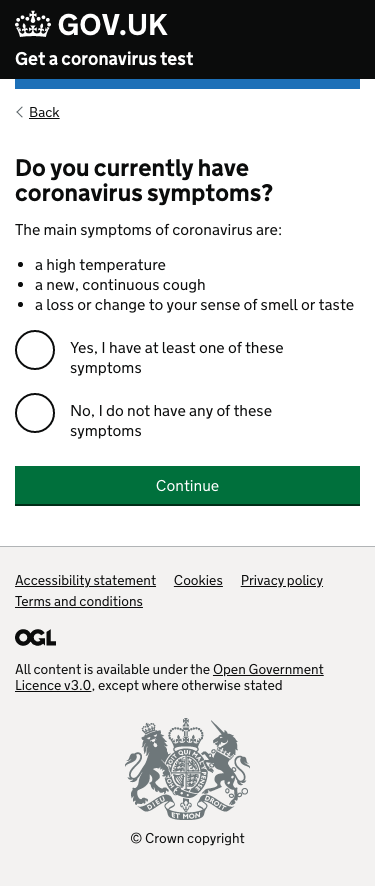 GOV.UK
Get a coronavirus test
Back
Do you currently have
coronavirus symptoms?
The main symptoms of coronavirus are:
• a high temperature
• a new, continuous cough
• a loss or change to your sense of smell or taste
Yes, I have at least one of these
symptoms
No, I do not have any of these
symptoms
Continue
Accessibility statement Cookies Privacy policy
Terms and conditions
OGL
All content is available under the Open Government
Licence v3.0, except where otherwise stated
DIEU ET MON DROIT
© Crown copyright